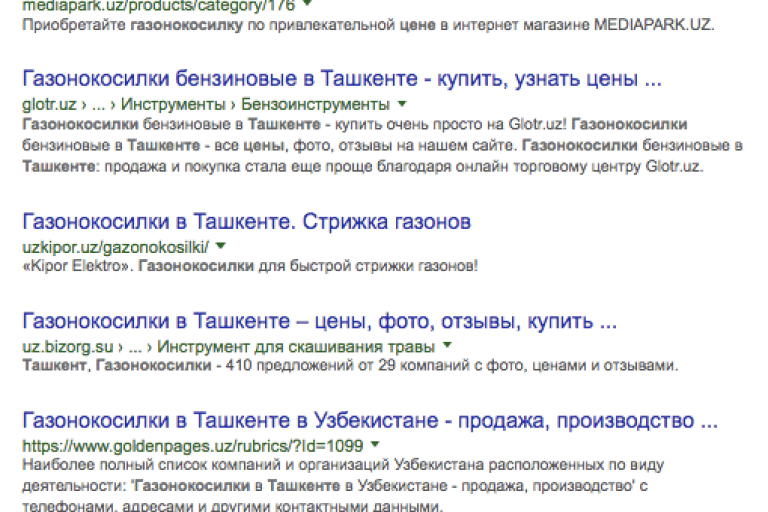 mediapark.uz/products/category/176
Приобретайте газонокосилку по привлекательной цене в интернет магазине MEDIAPARK.UZ.
Газонокосилки бензиновые в Ташкенте - купить, узнать цены ...
glotr.uz › ... › Инструменты › Бензоинструменты
Газонокосилки бензиновые в Ташкенте - купить очень просто на Glotr.uz! Газонокосилки
бензиновые в Ташкенте - все цены, фото, отзывы на нашем сайте. Газонокосилки бензиновые в
Ташкенте: продажа и покупка стала еще проще благодаря онлайн торговому центру Glotr.uz.
Газонокосилки в Ташкенте. Стрижка газонов
uzkipor.uz/gazonokosilki/
«Kipor Elektro». Газонокосилки для быстрой стрижки газонов!
Газонокосилки в Ташкенте – цены, фото, отзывы, купить ...
uz.bizorg.su › ... › Инструмент для скашивания травы
Ташкент, Газонокосилки - 410 предложений от 29 компаний с фото, ценами и отзывами.
Газонокосилки в Ташкенте в Узбекистане - продажа, производство ...
https://www.goldenpages.uz/rubrics/?Id=1099
Наиболее полный список компаний и организаций Узбекистана расположенных по виду
деятельности: 'Газонокосилки в Ташкенте в Узбекистане - продажа, производство' с
телефонами, адресами и другими контактными данными.